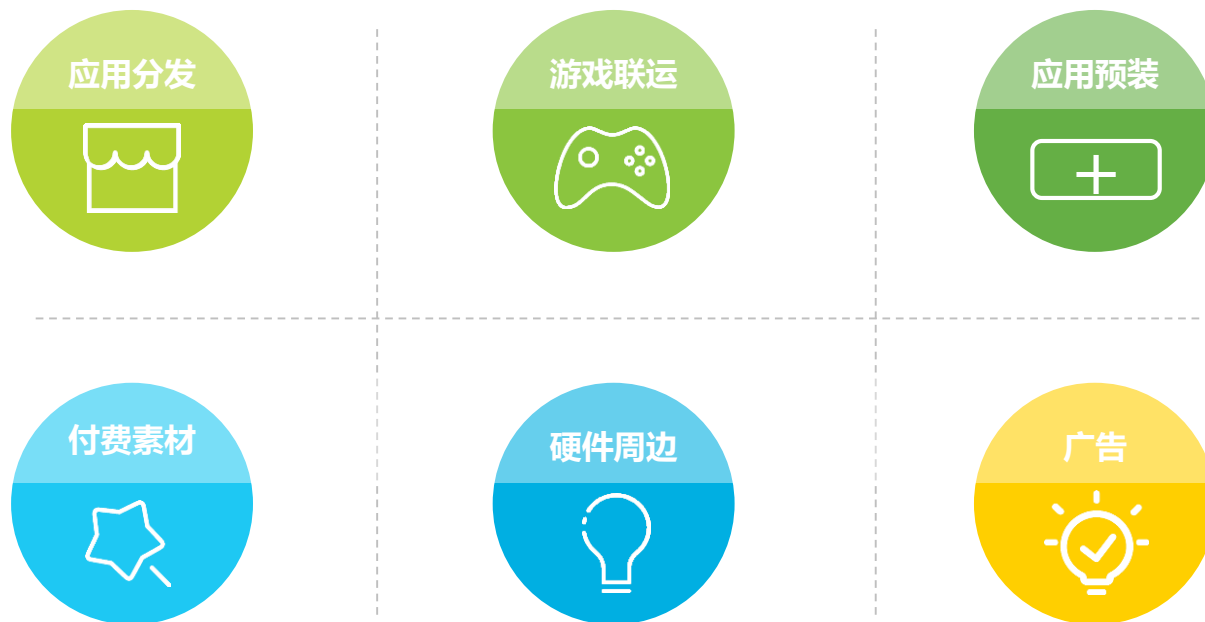 应用分发
游戏联运
应用预装
付费素材
硬件周边
广告